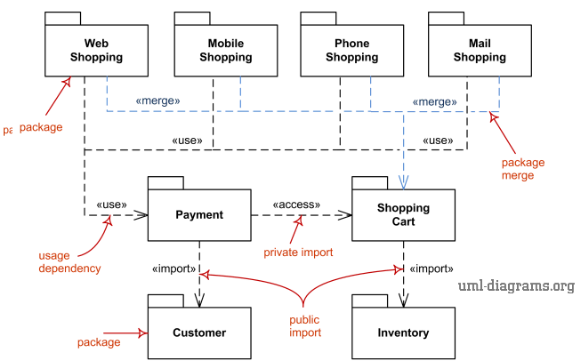 Web
Shopping
Mobile
Shopping
Phone
Shopping
Mail
Shopping
«merge»
«merge»
pa
package
«use»
«use»
package
merge
«use»
Payment
«access»
Shopping
Cart
usage
dependency
private import
«import»
«import»
uml-diagrams.org
public
import
package
Customer
Inventory